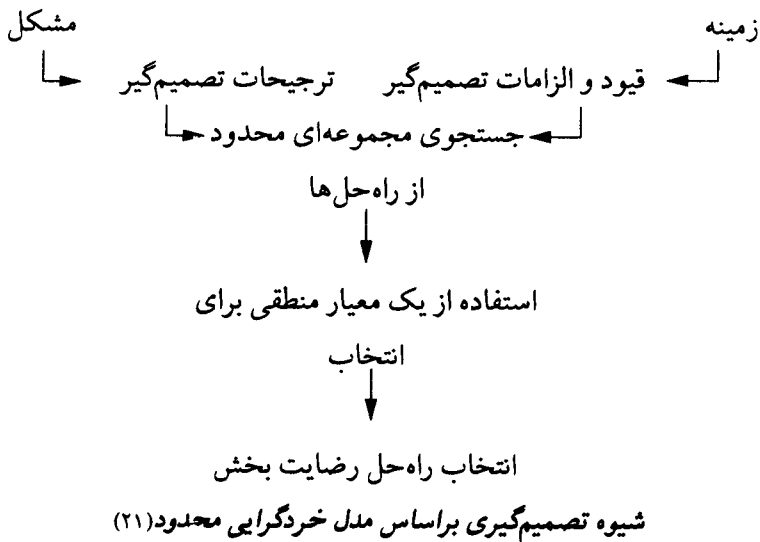 زمینه مشکل
قیود و الزامات تصمیم‌گیر ترجیحات تصمیم‌گیر
جستجوی مجموعه‌ای محدود
از راه‌حل‌ها
استفاده از یک معیار منطقی برای
انتخاب
انتخاب راه‌حل رضایت بخش
شیوه تصمیم‌گیری براساس مدل خردگرایی محدود(۲۱)